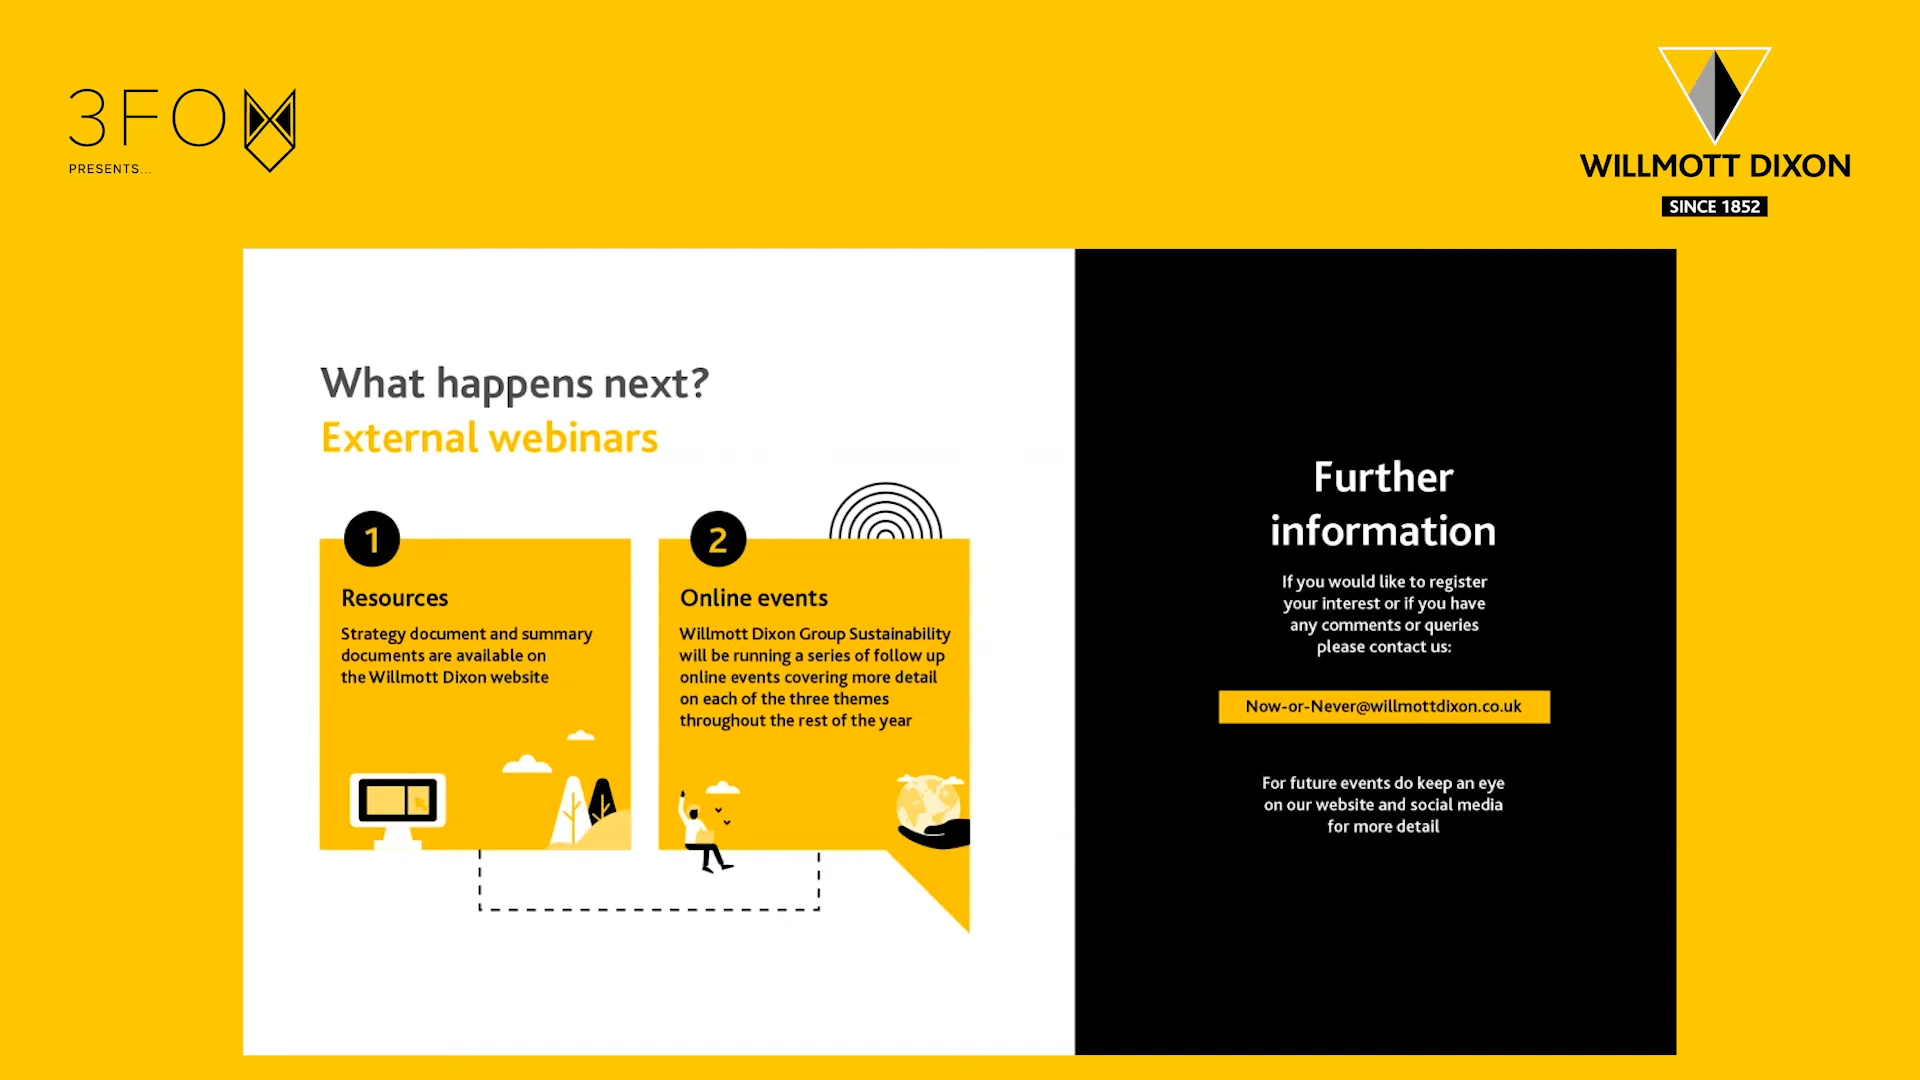 3FOX
PRESENTS...
WILLMOTT DIXON
SINCE 1852
What happens next?
External webinars
1
Resources
Strategy document and summary
documents are available on
the Willmott Dixon website
2
Online events
Willmott Dixon Group Sustainability
will be running a series of follow up
online events covering more detail
on each of the three themes
throughout the rest of the year
Further
information
If you would like to register
your interest or if you have
any comments or queries
please contact us:
Now-or-Never@willmottdixon.co.uk
For future events do keep an eye
on our website and social media
for more detail